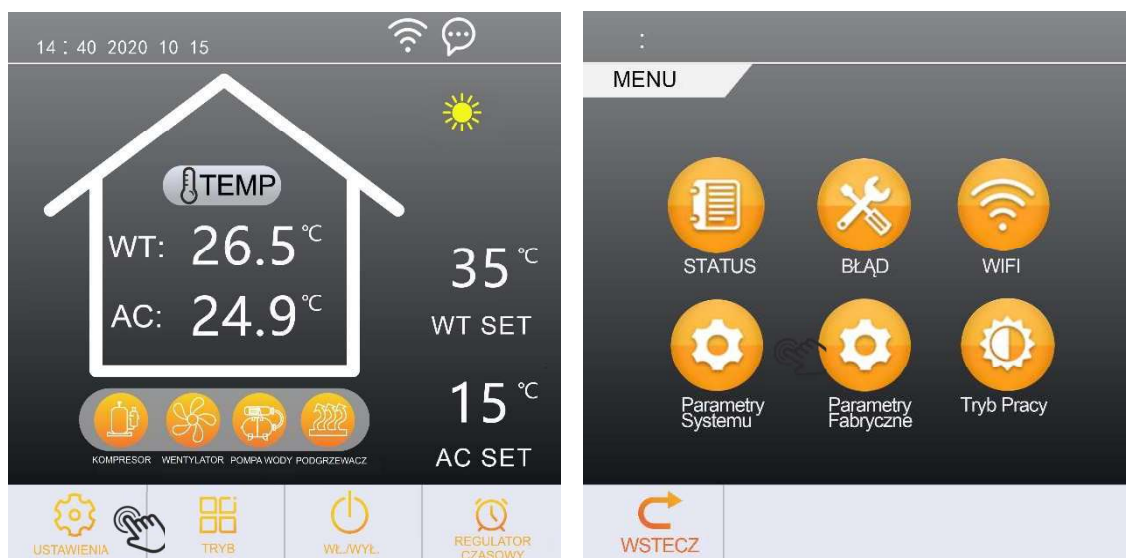 14 : 40 2020 10 15
TEMP
WT: 26.5 °C
AC: 24.9 °C
35 °C
WT SET
15 °C
AC SET
KOMPRESOR WENTYLATOR POMPA WODY PODGRZEWACZ
USTAWIENIA
TRYB
WŁ./WYŁ.
REGULATOR
CZASOWY
:
MENU
STATUS
BŁĄD
WIFI
Parametry
Systemu
Parametry
Fabryczne
Tryb Pracy
WSTECZ